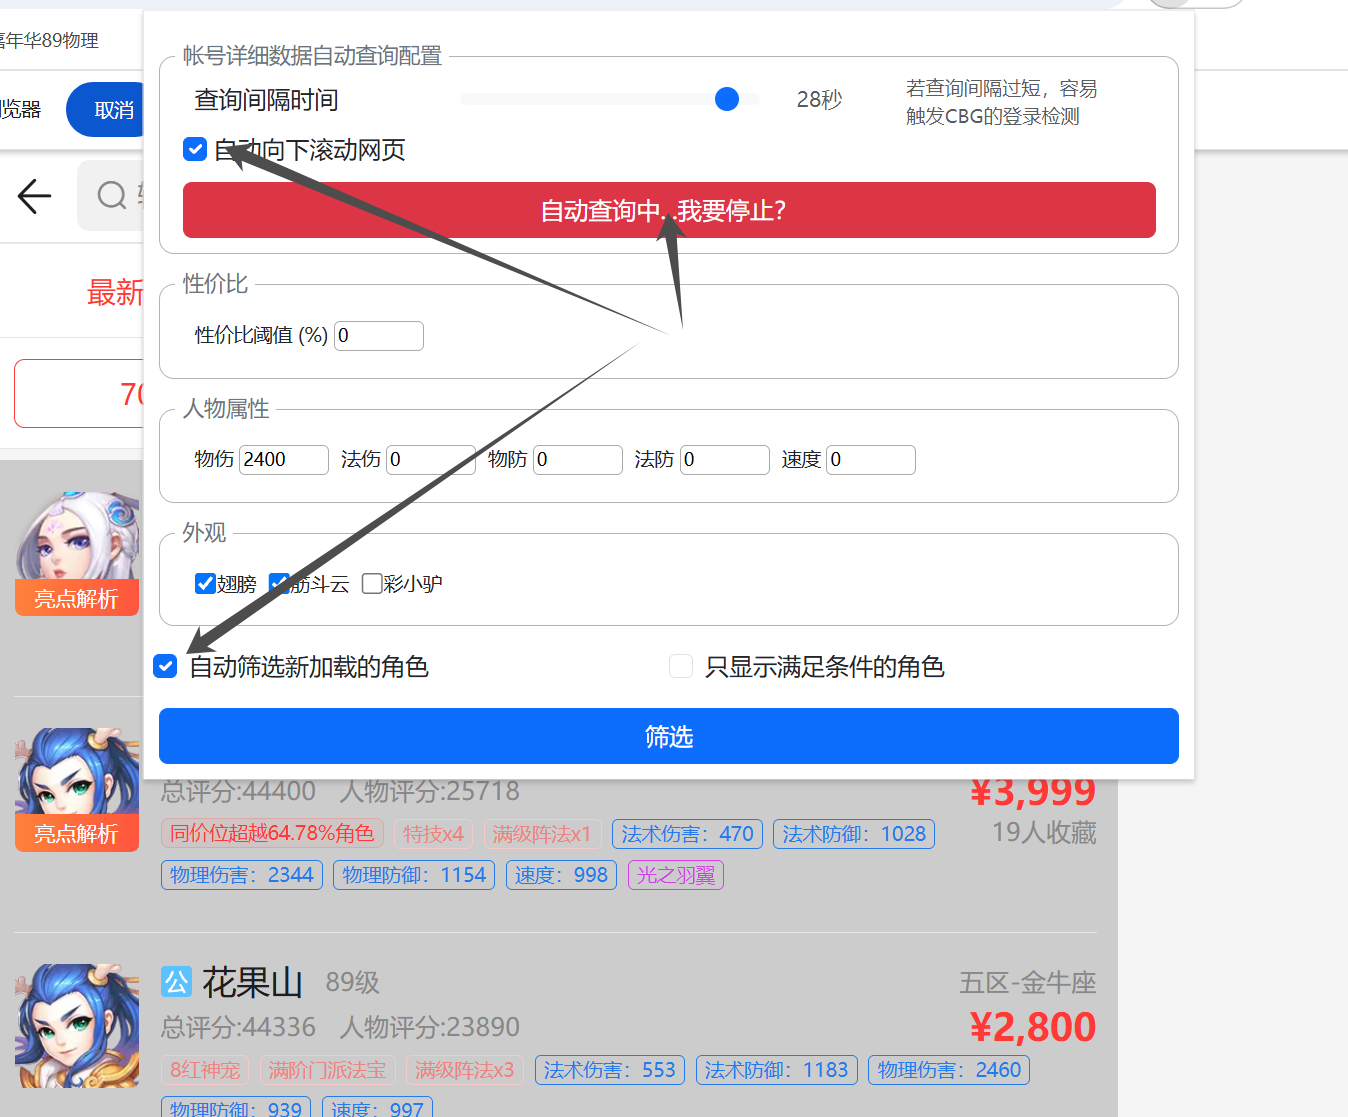 嘉年华89物理
帐号详细数据自动查询配置
查询间隔时间
28秒
若查询间隔过短，容易
触发CBG的登录检测
览器
取消
自动向下滚动网页
自动查询中...我要停止?
最新
性价比
性价比阈值 (%) 0
70
人物属性
物伤 2400 法伤 0 物防 0 法防 0 速度 0
外观
翅膀 筋斗云 彩小驴
亮点解析
自动筛选新加载的角色
只显示满足条件的角色
筛选
总评分:44400 人物评分:25718
¥3,999
亮点解析
同价位超越64.78%角色 特技x4 满级阵法x1 法术伤害：470 法术防御：1028
19人收藏
物理伤害：2344 物理防御：1154 速度：998 光之羽翼
公 花果山 89级
五区-金牛座
总评分:44336 人物评分:23890
¥2,800
8红神宠 满阶门派法宝 满级阵法x3 法术伤害：553 法术防御：1183 物理伤害：2460
物理防御：939 速度：997